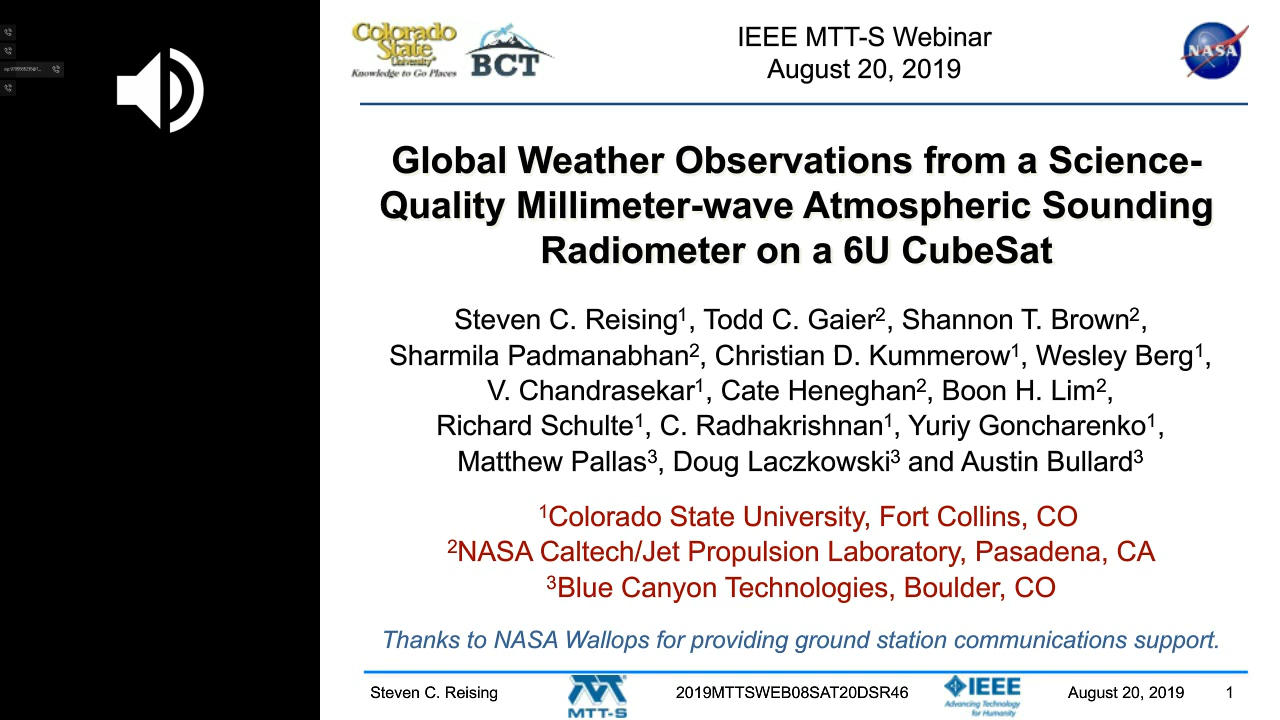 Colorado
State
University
Knowledge to Go Places
BCT
IEEE MTT-S Webinar
August 20, 2019
NASA
Global Weather Observations from a Science-
Quality Millimeter-wave Atmospheric Sounding
Radiometer on a 6U CubeSat
Steven C. Reising¹, Todd C. Gaier², Shannon T. Brown²,
Sharmila Padmanabhan², Christian D. Kummerow¹, Wesley Berg¹,
V. Chandrasekar¹, Cate Heneghan², Boon H. Lim²,
Richard Schulte¹, C. Radhakrishnan¹, Yuriy Goncharenko¹,
Matthew Pallas³, Doug Laczkowski³ and Austin Bullard³
¹Colorado State University, Fort Collins, CO
²NASA Caltech/Jet Propulsion Laboratory, Pasadena, CA
³Blue Canyon Technologies, Boulder, CO
Thanks to NASA Wallops for providing ground station communications support.
Steven C. Reising
MTT-S
2019MTTSWEB08SAT20DSR46
IEEE
Advancing Technology
for Humanity
August 20, 2019
1